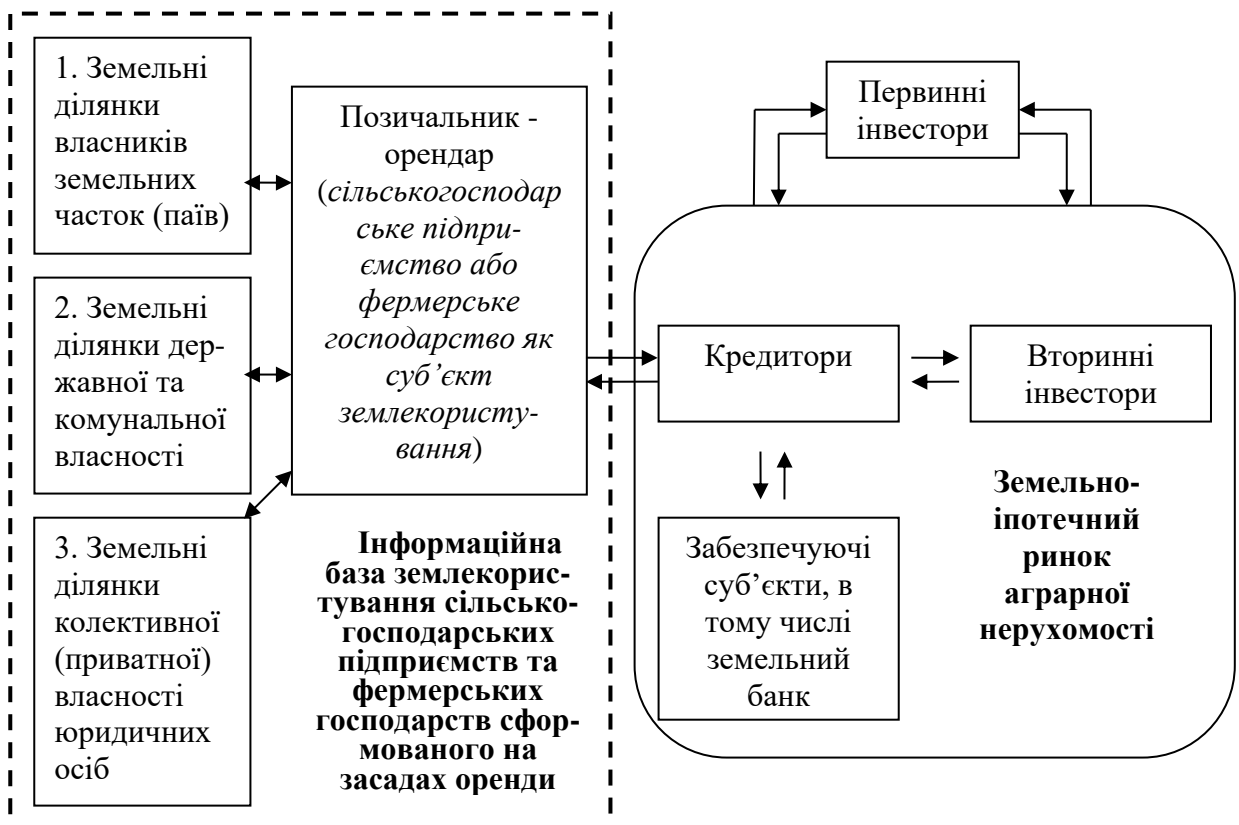 1. Земельні
ділянки
власників
земельних
часток (паїв)
2. Земельні
ділянки дер-
жавної та
комунальної
власності
3. Земельні
ділянки
колективної
(приватної)
власності
юридичних
осіб
Позичальник -
орендар
(сільськогосподар
ське підпри-
ємство або
фермерське
господарство як
суб’єкт
землекористу-
вання)
Інформаційна
база землекорис-
тування сільсько-
господарських
підприємств та
фермерських
господарств сфор-
мованого на
засадах оренди
Первинні
інвестори
Кредитори
Вторинні
інвестори
Забезпечуючі
суб’єкти, в
тому числі
земельний
банк
Земельно-
іпотечний
ринок
аграрної
нерухомості